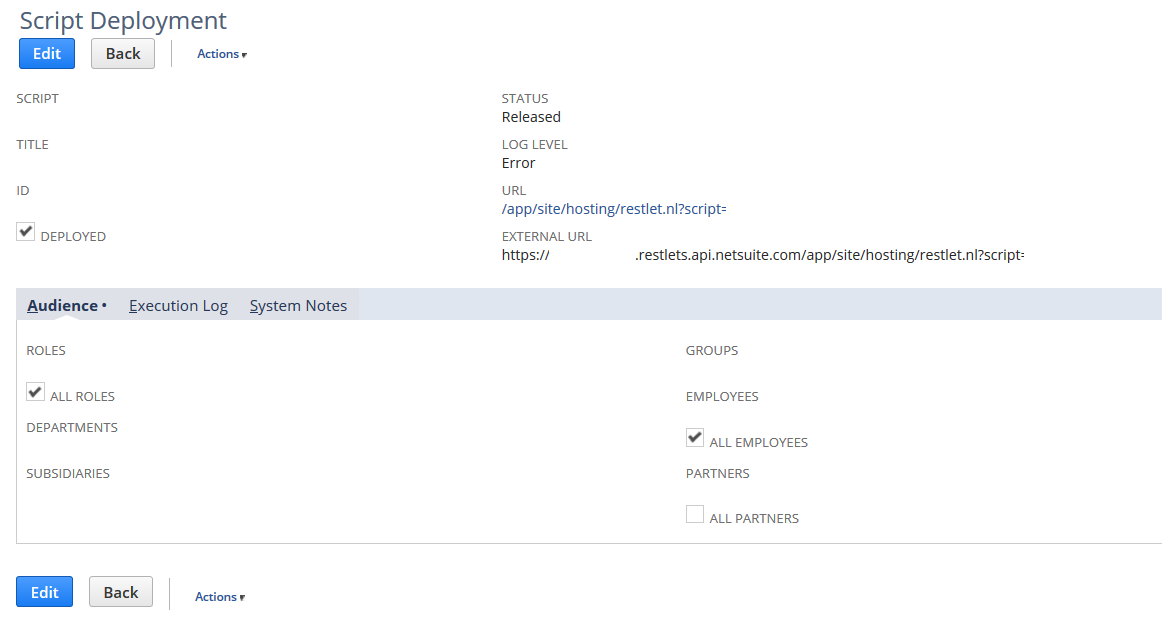 Script Deployment
Edit
Back
Actions
SCRIPT
TITLE
ID
DEPLOYED
STATUS
Released
LOG LEVEL
Error
URL
/app/site/hosting/restlet.nl?script=
EXTERNAL URL
https:// .restlets.api.netsuite.com/app/site/hosting/restlet.nl?script=
Audience •
Execution Log
System Notes
ROLES
ALL ROLES
DEPARTMENTS
SUBSIDIARIES
GROUPS
EMPLOYEES
ALL EMPLOYEES
PARTNERS
ALL PARTNERS
Edit
Back
Actions